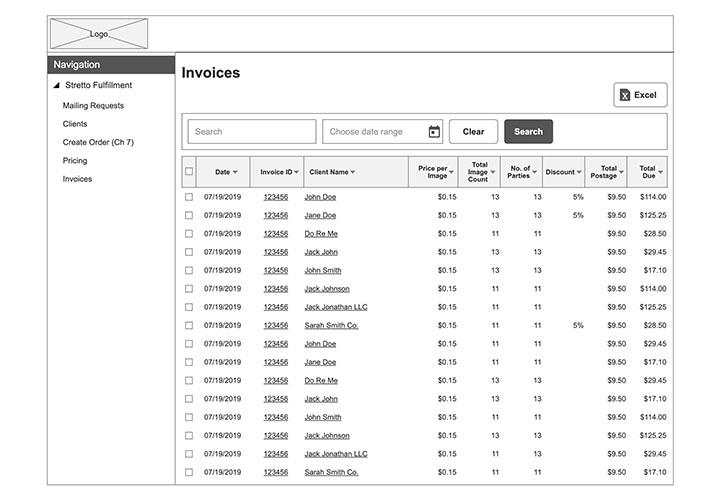 Logo
Navigation
Stretto Fulfillment
Mailing Requests
Clients
Create Order (Ch 7)
Pricing
Invoices
Invoices
Excel
Search Choose date range Clear Search
Date Invoice ID Client Name Price per Image Total Image Count No. of Parties Discount Total Postage Total Due
07/19/2019 123456 John Doe $0.15 13 13 5% $9.50 $114.00
07/19/2019 123456 Jane Doe $0.15 13 13 5% $9.50 $125.25
07/19/2019 123456 Do Re Me $0.15 11 11 $9.50 $28.50
07/19/2019 123456 Jack John $0.15 13 13 $9.50 $29.45
07/19/2019 123456 John Smith $0.15 13 13 $9.50 $17.10
07/19/2019 123456 Jack Johnson $0.15 11 11 $9.50 $114.00
07/19/2019 123456 Jack Jonathan LLC $0.15 11 11 $9.50 $125.25
07/19/2019 123456 Sarah Smith Co. $0.15 11 11 5% $9.50 $28.50
07/19/2019 123456 John Doe $0.15 11 11 $9.50 $29.45
07/19/2019 123456 Jane Doe $0.15 11 11 $9.50 $17.10
07/19/2019 123456 Do Re Me $0.15 13 13 $9.50 $29.45
07/19/2019 123456 Jack John $0.15 13 13 $9.50 $17.10
07/19/2019 123456 John Smith $0.15 11 11 $9.50 $114.00
07/19/2019 123456 Jack Johnson $0.15 13 13 $9.50 $125.25
07/19/2019 123456 Jack Jonathan LLC $0.15 11 13 $9.50 $29.45
07/19/2019 123456 Sarah Smith Co. $0.15 11 11 $9.50 $17.10